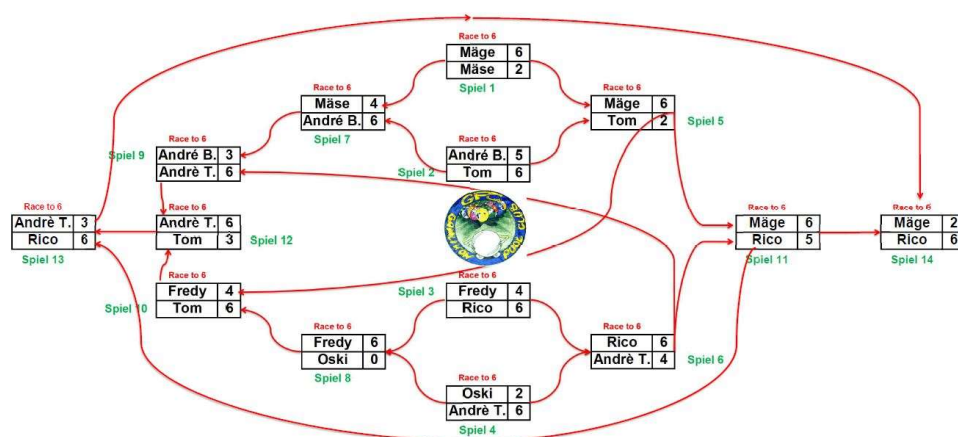 Race to 6
Mäge 6
Mäse 2
Spiel 1
Race to 6
Mäse 4
André B. 6
Spiel 7
Race to 6
Mäge 6
Tom 2
Spiel 5
Race to 6
André B. 3
Andrè T. 6
Spiel 9
Race to 6
André B. 5
Tom 6
Spiel 2
Race to 6
Andrè T. 3
Rico 6
Spiel 13
Race to 6
Andrè T. 6
Tom 3
Spiel 12
Race to 6
Mäge 6
Rico 5
Spiel 11
Race to 6
Mäge 2
Rico 6
Spiel 14
Race to 6
Fredy 4
Tom 6
Spiel 10
Race to 6
Fredy 4
Rico 6
Spiel 3
Race to 6
Fredy 6
Oski 0
Spiel 8
Race to 6
Rico 6
Andrè T. 4
Spiel 6
Race to 6
Oski 2
Andrè T. 6
Spiel 4